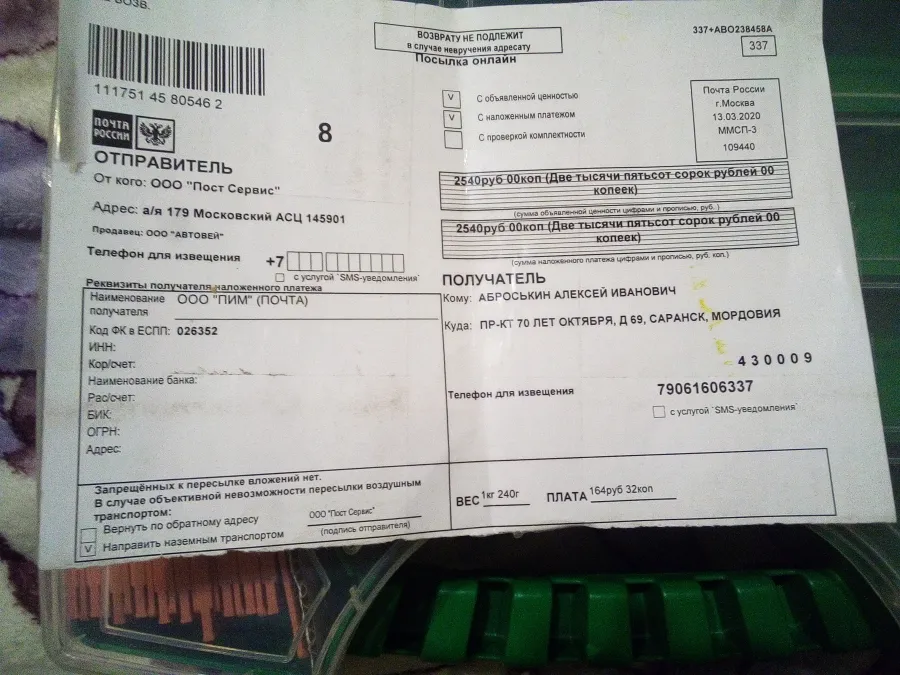 ВОЗВ.
ВОЗВРАТУ НЕ ПОДЛЕЖИТ
в случае невручения адресату
Посылка онлайн
337+АВО238458А
337
111751 45 80546 2
ПОЧТА
РОССИИ
8
V С объявленной ценностью
V С наложенным платежом
С проверкой комплектности
Почта России
г.Москва
13.03.2020
ММСП-3
109440
ОТПРАВИТЕЛЬ
От кого: ООО "Пост Сервис"
Адрес: а/я 179 Московский АСЦ 145901
Продавец: ООО "АВТОВЕЙ"
Телефон для извещения +7
с услугой `SMS-уведомления`
2540руб 00коп (Две тысячи пятьсот сорок рублей 00
копеек)
(сумма объявленной ценности цифрами и прописью, руб. )
2540руб 00коп (Две тысячи пятьсот сорок рублей 00
копеек)
(сумма наложенного платежа цифрами и прописью, руб. коп.)
Реквизиты получателя наложенного платежа
Наименование ООО "ПИМ" (ПОЧТА)
получателя
Код ФК в ЕСПП: 026352
ИНН:
Кор/счет:
Наименование банка:
Рас/счет:
БИК:
ОГРН:
Адрес:
ПОЛУЧАТЕЛЬ
Кому: АБРОСЬКИН АЛЕКСЕЙ ИВАНОВИЧ
Куда: ПР-КТ 70 ЛЕТ ОКТЯБРЯ, Д 69, САРАНСК, МОРДОВИЯ
430009
Телефон для извещения 79061606337
с услугой `SMS-уведомления`
Запрещённых к пересылке вложений нет.
В случае объективной невозможности пересылки воздушным
транспортом:
Вернуть по обратному адресу
V Направить наземным транспортом
ООО "Пост Сервис"
(подпись отправителя)
ВЕС 1кг 240г ПЛАТА 164руб 32коп